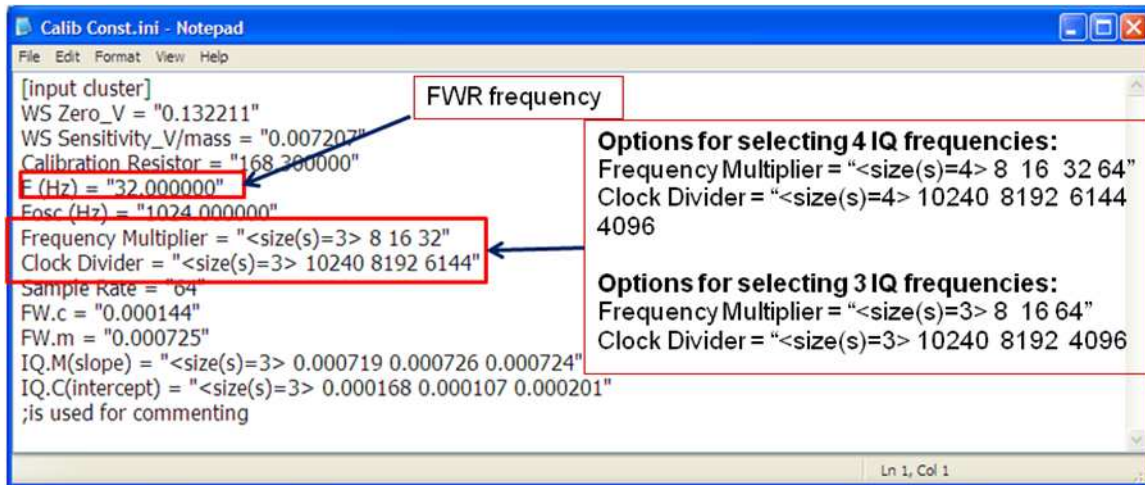 Calib Const.ini - Notepad
File Edit Format View Help
[input cluster]
WS Zero_V = "0.132211"
WS Sensitivity_V/mass = "0.007207"
Calibration Resistor = "168.300000"
F (Hz) = "32.000000"
Fosc (Hz) = "1024.000000"
Frequency Multiplier = "<size(s)=3> 8 16 32"
Clock Divider = "<size(s)=3> 10240 8192 6144"
Sample Rate = "64"
FW.c = "0.000144"
FW.m = "0.000725"
IQ.M(slope) = "<size(s)=3> 0.000719 0.000726 0.000724"
IQ.C(intercept) = "<size(s)=3> 0.000168 0.000107 0.000201"
;is used for commenting
FWR frequency
Options for selecting 4 IQ frequencies:
Frequency Multiplier = “<size(s)=4> 8 16 32 64”
Clock Divider = “<size(s)=4> 10240 8192 6144
4096
Options for selecting 3 IQ frequencies:
Frequency Multiplier = “<size(s)=3> 8 16 64”
Clock Divider = “<size(s)=3> 10240 8192 4096
Ln 1, Col 1